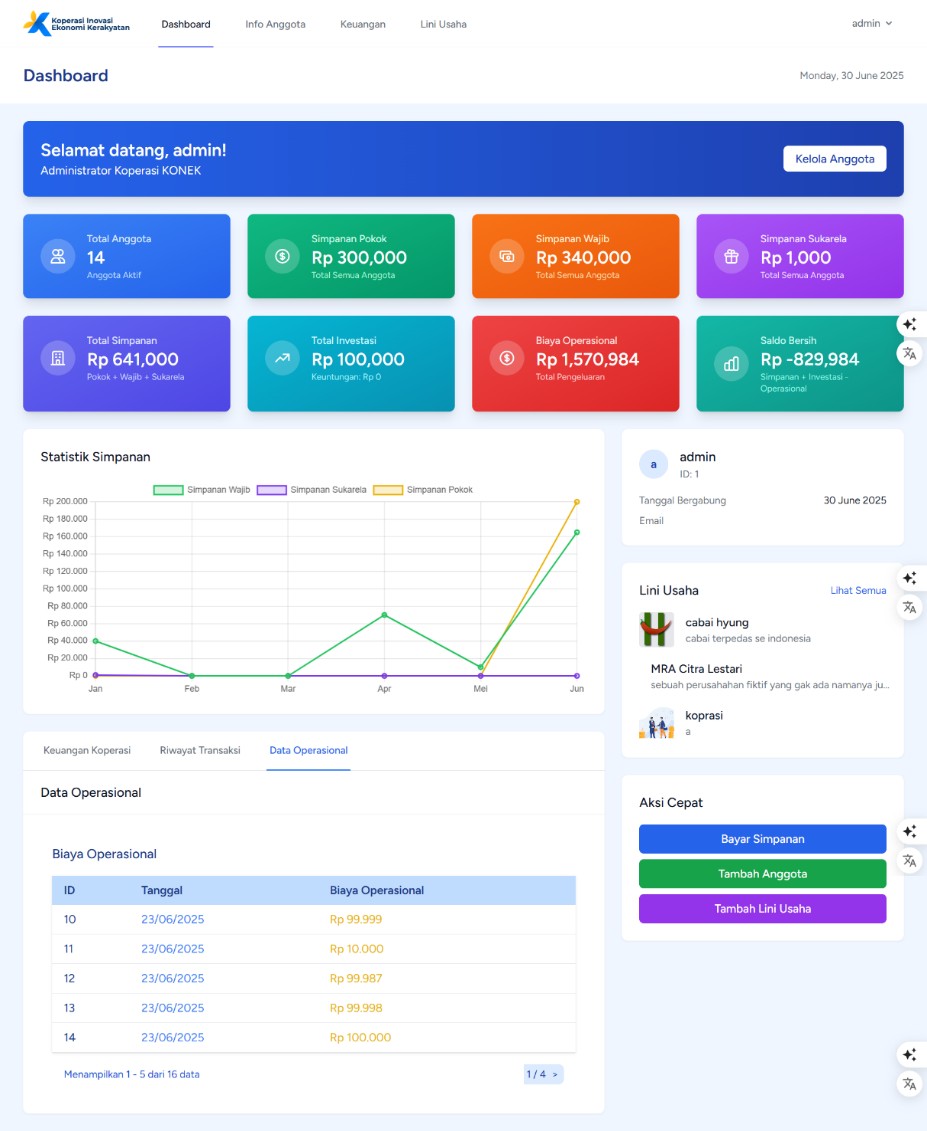 Koperasi Inovasi
Ekonomi Kerakyatan
Dashboard
Info Anggota
Keuangan
Lini Usaha
admin
Dashboard
Monday, 30 June 2025
Selamat datang, admin!
Administrator Koperasi KONEK
Kelola Anggota
Total Anggota
14
Anggota Aktif
Simpanan Pokok
Rp 300,000
Total Semua Anggota
Simpanan Wajib
Rp 340,000
Total Semua Anggota
Simpanan Sukarela
Rp 1,000
Total Semua Anggota
Total Simpanan
Rp 641,000
Pokok + Wajib + Sukarela
Total Investasi
Rp 100,000
Keuntungan: Rp 0
Biaya Operasional
Rp 1,570,984
Total Pengeluaran
Saldo Bersih
Rp -829,984
Simpanan + Investasi -
Operasional
Statistik Simpanan
Simpanan Wajib
Simpanan Sukarela
Simpanan Pokok
Rp 200.000
Rp 180.000
Rp 160.000
Rp 140.000
Rp 120.000
Rp 100.000
Rp 80.000
Rp 60.000
Rp 40.000
Rp 20.000
Rp 0
Jan
Feb
Mar
Apr
Mei
Jun
a
admin
ID: 1
Tanggal Bergabung
30 June 2025
Email
Lini Usaha
Lihat Semua
cabai hyung
cabai terpedas se indonesia
MRA Citra Lestari
sebuah perusahahan fiktif yang gak ada namanya ju...
koprasi
a
Keuangan Koperasi
Riwayat Transaksi
Data Operasional
Data Operasional
Biaya Operasional
ID Tanggal Biaya Operasional
10 23/06/2025 Rp 99.999
11 23/06/2025 Rp 10.000
12 23/06/2025 Rp 99.987
13 23/06/2025 Rp 99.998
14 23/06/2025 Rp 100.000
Menampilkan 1 - 5 dari 16 data
1 / 4 >
Aksi Cepat
Bayar Simpanan
Tambah Anggota
Tambah Lini Usaha